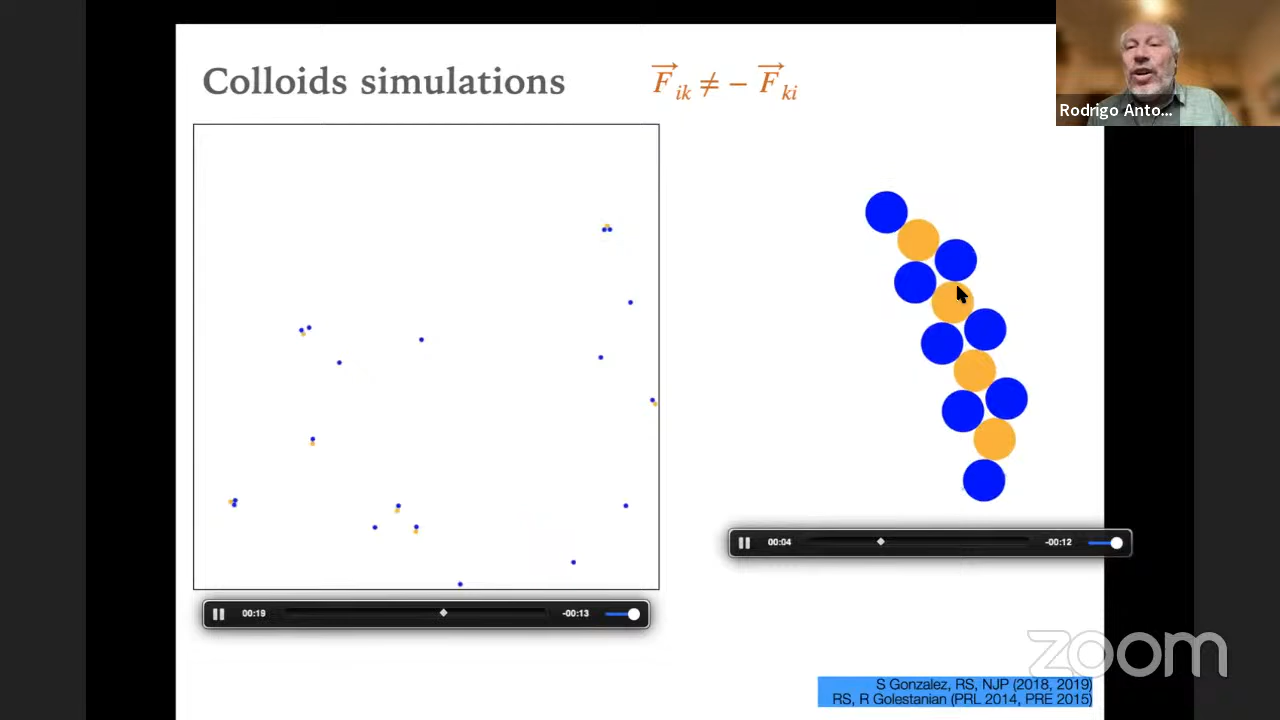 Colloids simulations
F⃗ik ≠ − F⃗ki
Rodrigo Anto...
00:04
-00:12
00:19
-00:13
zoom
S Gonzalez, RS, NJP (2018, 2019)
RS, R Golestanian (PRL 2014, PRE 2015)